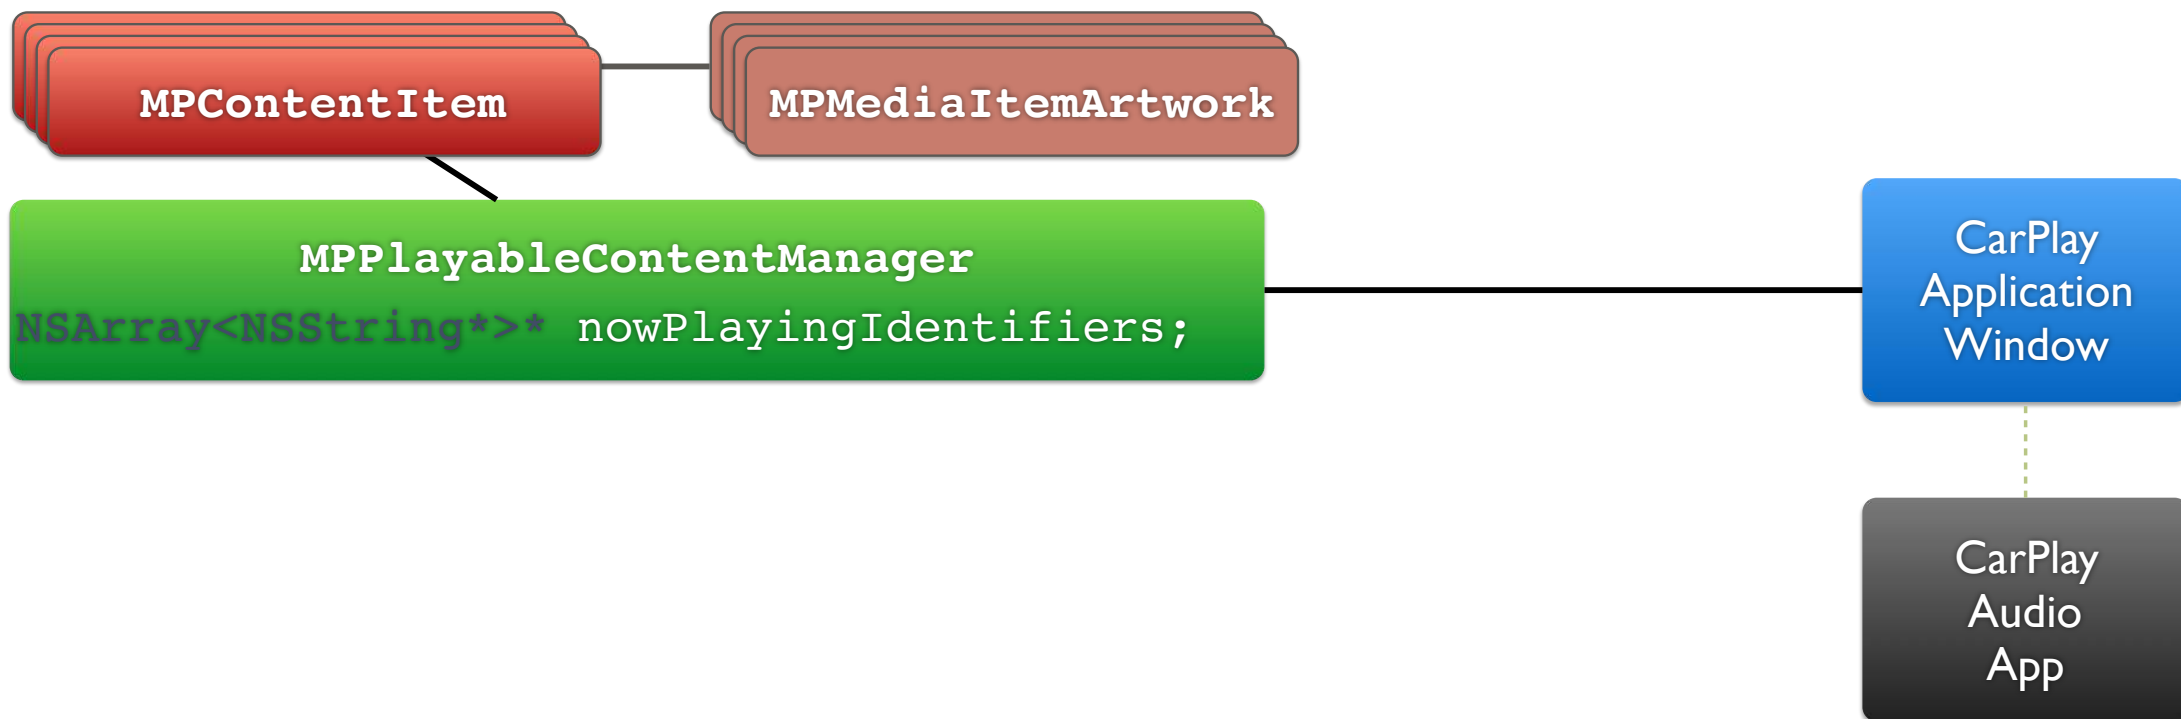 MPContentItem
MPMediaItemArtwork
MPPlayableContentManager
NSArray<NSString*>* nowPlayingIdentifiers;
CarPlay
Application
Window
CarPlay
Audio
App